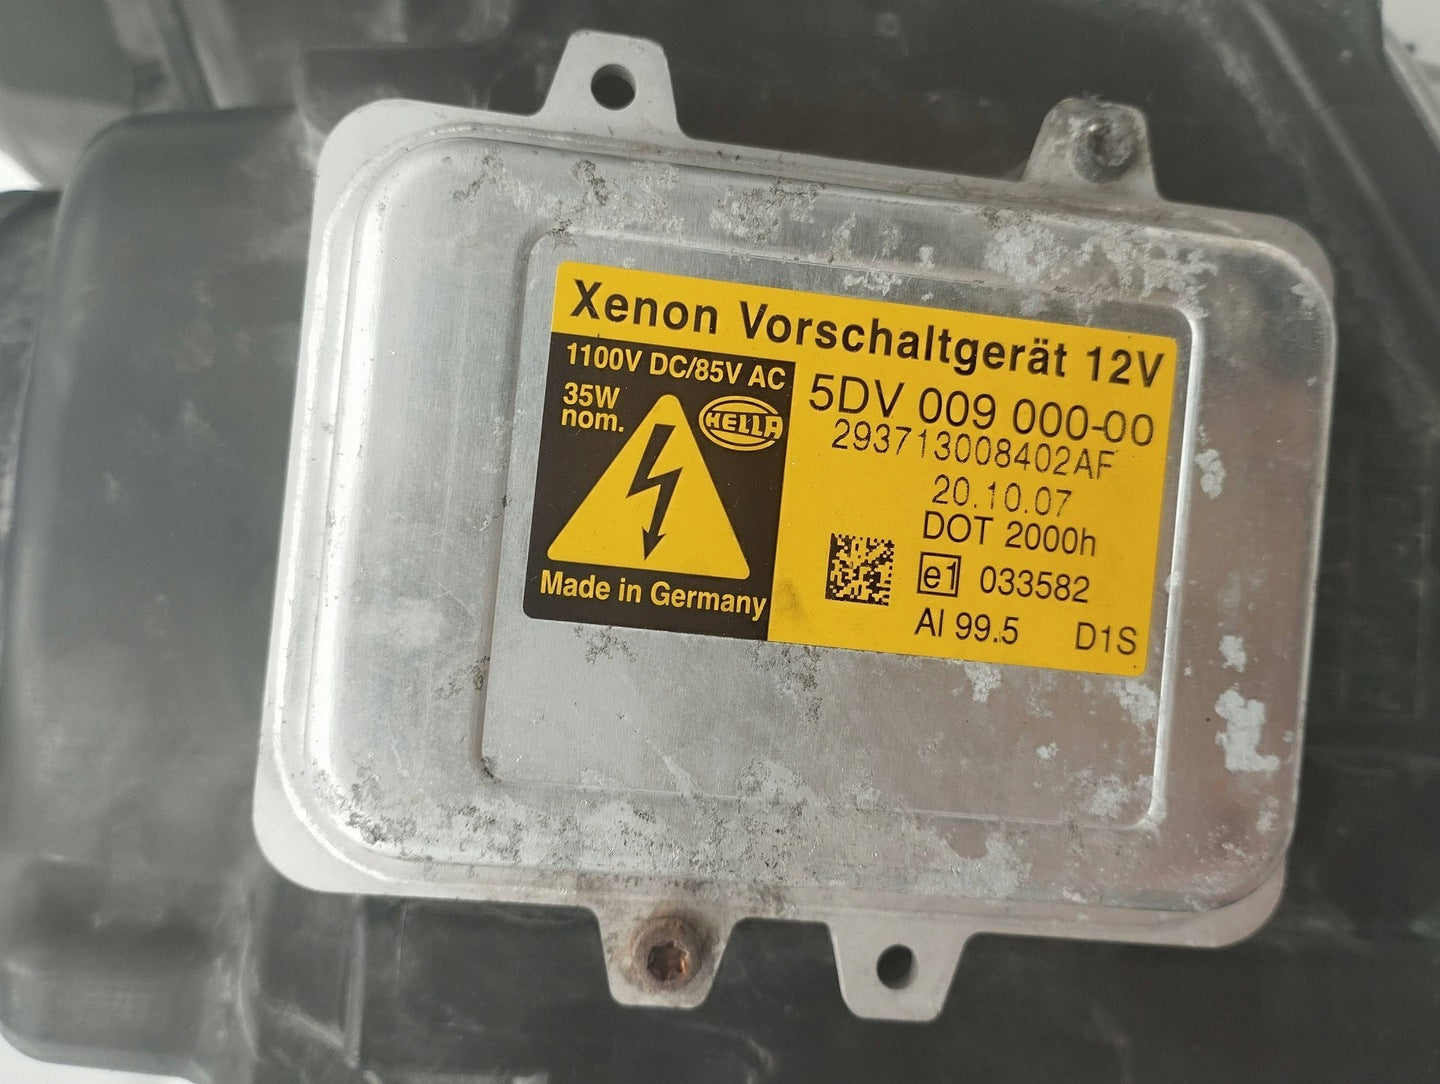 Xenon Vorschaltgerät 12V
1100V DC/85V AC
35W
nom.
HELLA
Made in Germany
5DV 009 000-00
293713008402AF
20.10.07
DOT 2000h
e1 033582
Al 99.5 D1S